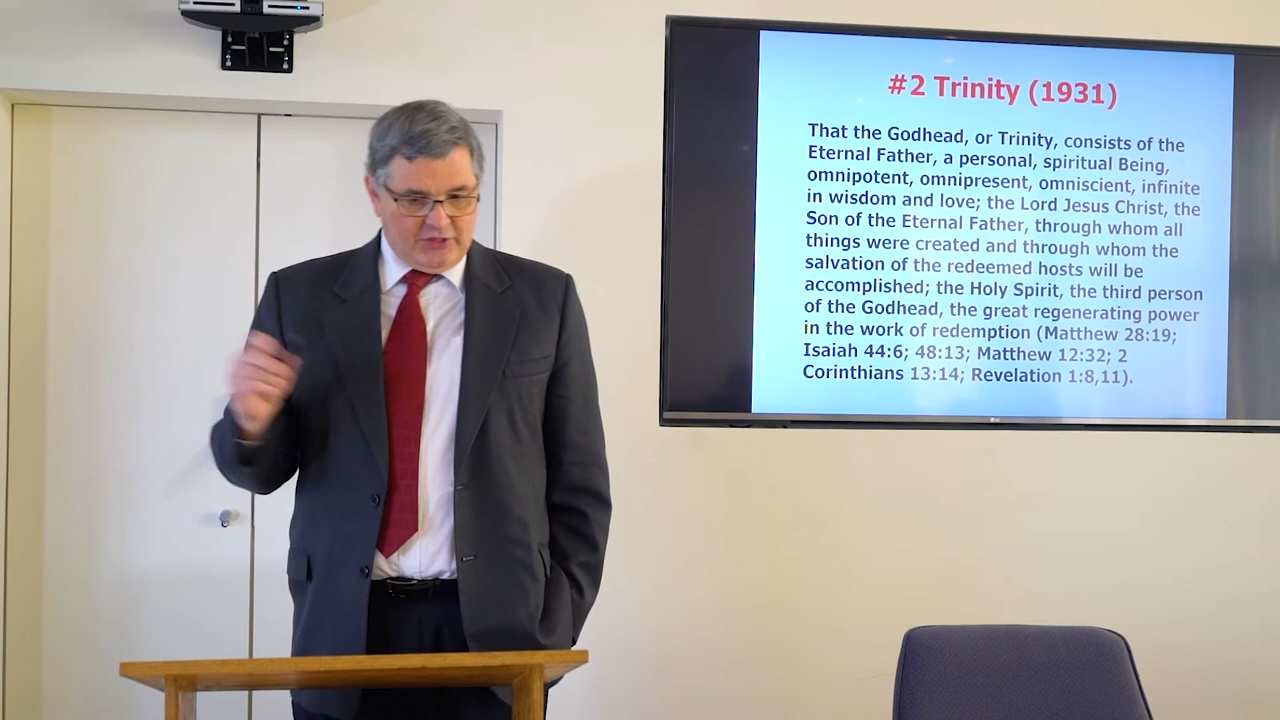 #2 Trinity (1931)
That the Godhead, or Trinity, consists of the
Eternal Father, a personal, spiritual Being,
omnipotent, omnipresent, omniscient, infinite
in wisdom and love; the Lord Jesus Christ, the
Son of the Eternal Father, through whom all
things were created and through whom the
salvation of the redeemed hosts will be
accomplished; the Holy Spirit, the third person
of the Godhead, the great regenerating power
in the work of redemption (Matthew 28:19;
Isaiah 44:6; 48:13; Matthew 12:32; 2
Corinthians 13:14; Revelation 1:8,11).
LG